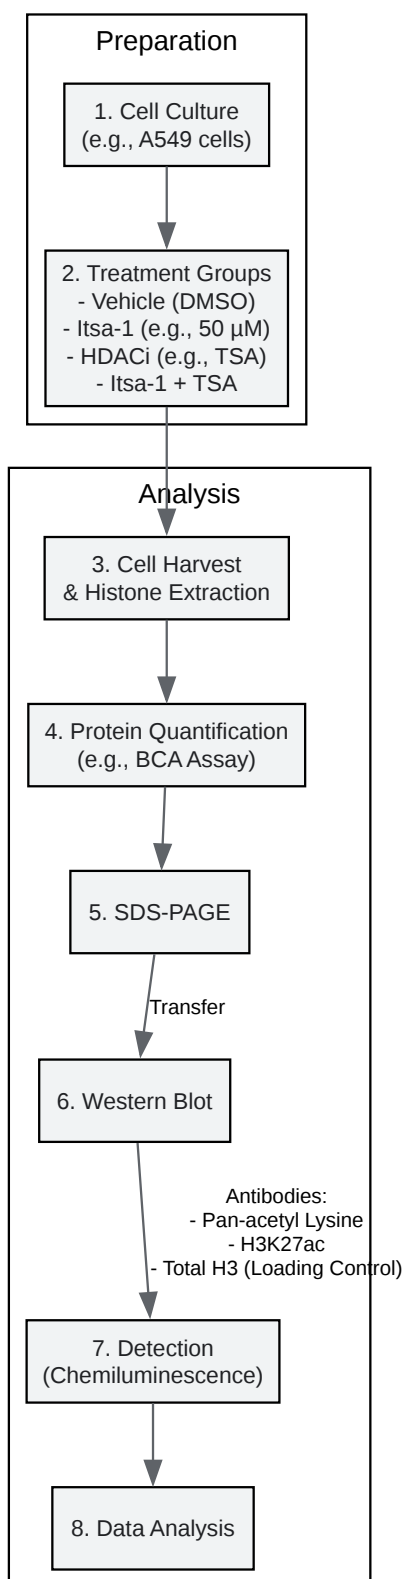 Preparation
1. Cell Culture
(e.g., A549 cells)
2. Treatment Groups
- Vehicle (DMSO)
- Itsa-1 (e.g., 50 µM)
- HDACi (e.g., TSA)
- Itsa-1 + TSA
Analysis
3. Cell Harvest
& Histone Extraction
4. Protein Quantification
(e.g., BCA Assay)
5. SDS-PAGE
Transfer
6. Western Blot
Antibodies:
- Pan-acetyl Lysine
- H3K27ac
- Total H3 (Loading Control)
7. Detection
(Chemiluminescence)
8. Data Analysis